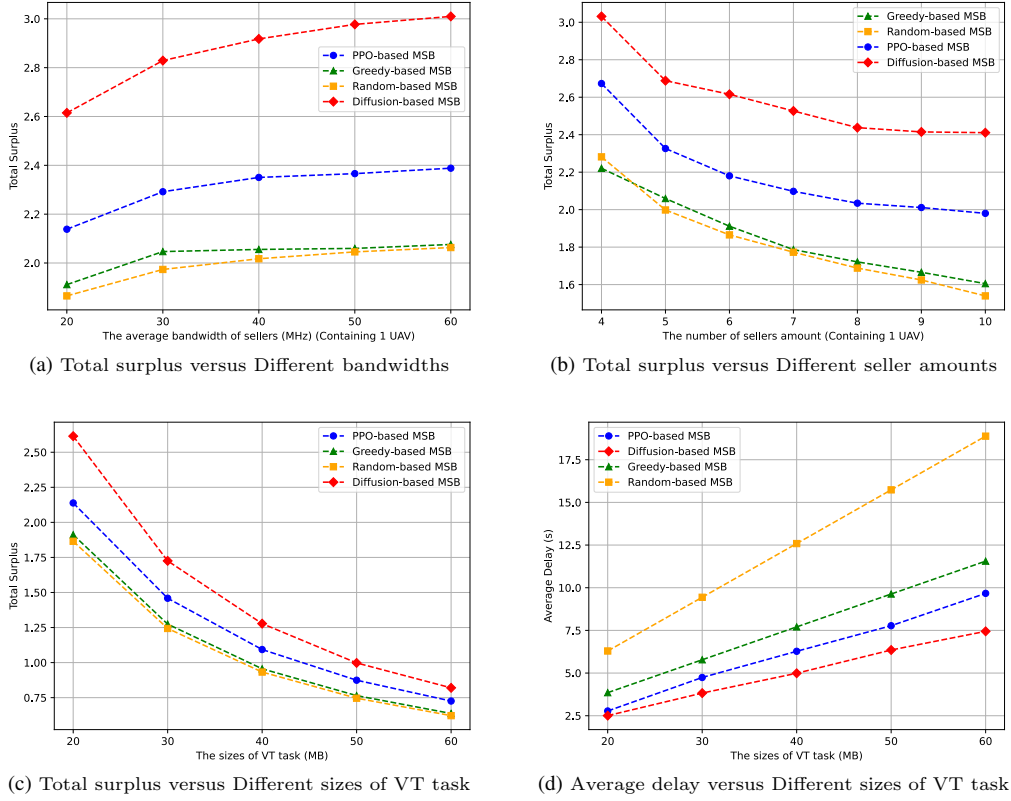 3.0
2.8
2.6
2.4
2.2
2.0
Total Surplus
PPO-based MSB
Greedy-based MSB
Random-based MSB
Diffusion-based MSB
20 30 40 50 60
The average bandwidth of sellers (MHz) (Containing 1 UAV)
(a) Total surplus versus Different bandwidths
3.0
2.8
2.6
2.4
2.2
2.0
1.8
1.6
Total Surplus
Greedy-based MSB
Random-based MSB
PPO-based MSB
Diffusion-based MSB
4 5 6 7 8 9 10
The number of sellers amount (Containing 1 UAV)
(b) Total surplus versus Different seller amounts
2.50
2.25
2.00
1.75
1.50
1.25
1.00
0.75
Total Surplus
PPO-based MSB
Greedy-based MSB
Random-based MSB
Diffusion-based MSB
20 30 40 50 60
The sizes of VT task (MB)
(c) Total surplus versus Different sizes of VT task
17.5
15.0
12.5
10.0
7.5
5.0
2.5
Average Delay (s)
PPO-based MSB
Diffusion-based MSB
Greedy-based MSB
Random-based MSB
20 30 40 50 60
The sizes of VT task (MB)
(d) Average delay versus Different sizes of VT task